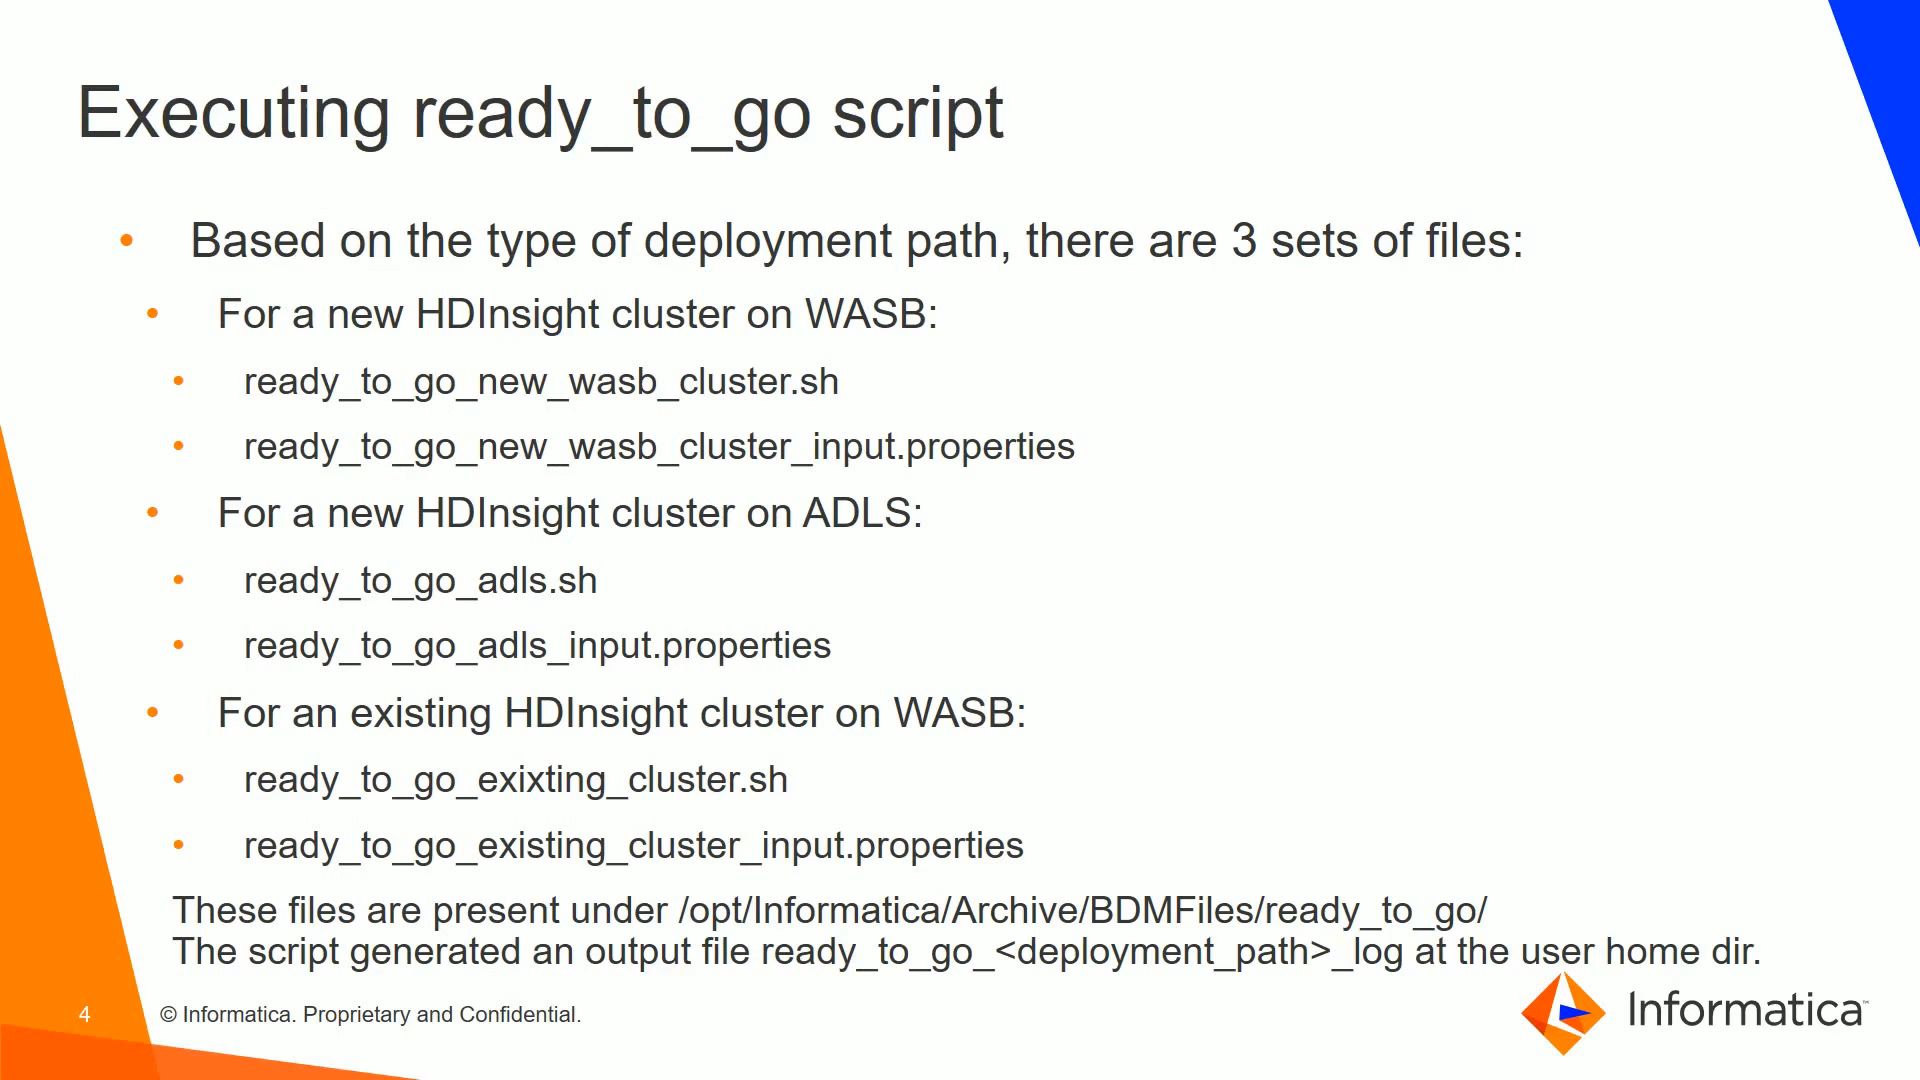 Executing ready_to_go script
• Based on the type of deployment path, there are 3 sets of files:
• For a new HDInsight cluster on WASB:
• ready_to_go_new_wasb_cluster.sh
• ready_to_go_new_wasb_cluster_input.properties
• For a new HDInsight cluster on ADLS:
• ready_to_go_adls.sh
• ready_to_go_adls_input.properties
• For an existing HDInsight cluster on WASB:
• ready_to_go_exixting_cluster.sh
• ready_to_go_existing_cluster_input.properties
These files are present under /opt/Informatica/Archive/BDMFiles/ready_to_go/
The script generated an output file ready_to_go_<deployment_path>_log at the user home dir.
4 © Informatica. Proprietary and Confidential.
Informatica™